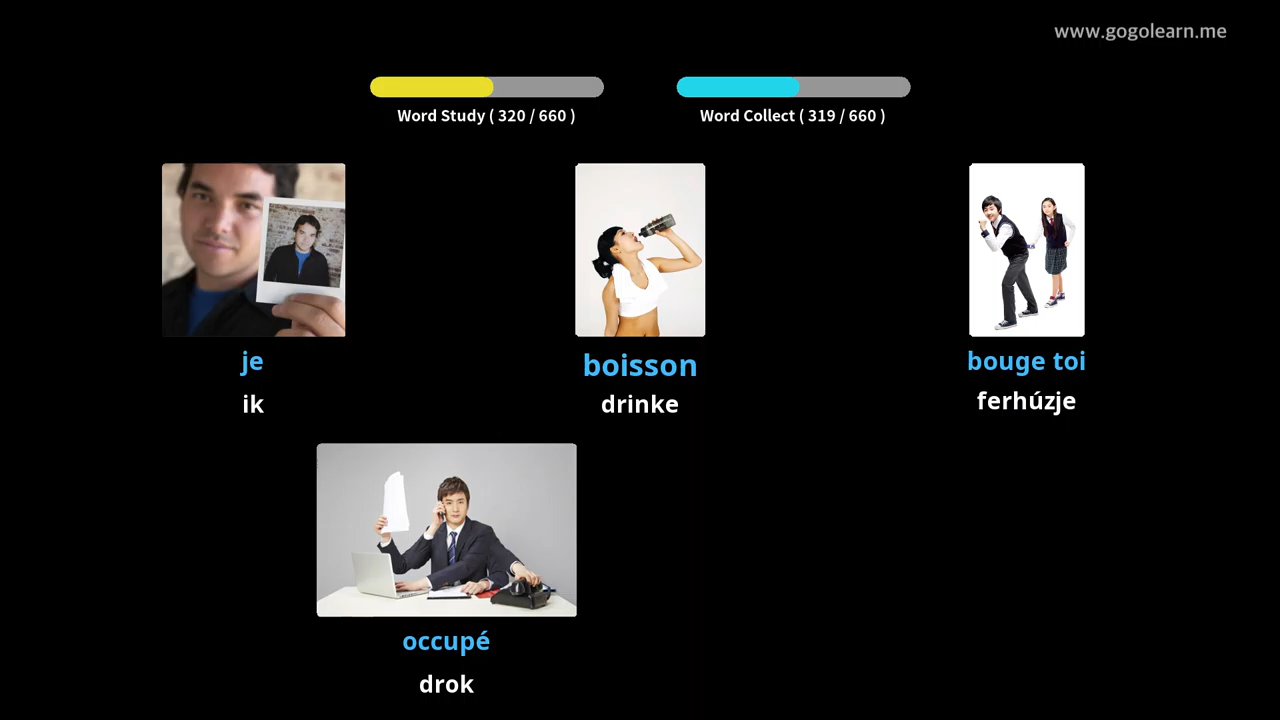 www.gogolearn.me
Word Study ( 320 / 660 )
Word Collect ( 319 / 660 )
je
ik
boisson
drinke
bouge toi
ferhúzje
occupé
drok